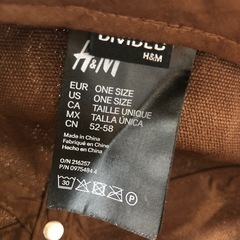 DIVIDED
H&M
H&M
EUR ONE SIZE
US ONE SIZE
CA TAILLE UNIQUE
MX TALLA ÚNICA
CN 52-58
Made in China
Fabriqué en Chine
Hecho en China
O/N 216257
P/N 0975484 4
30
P